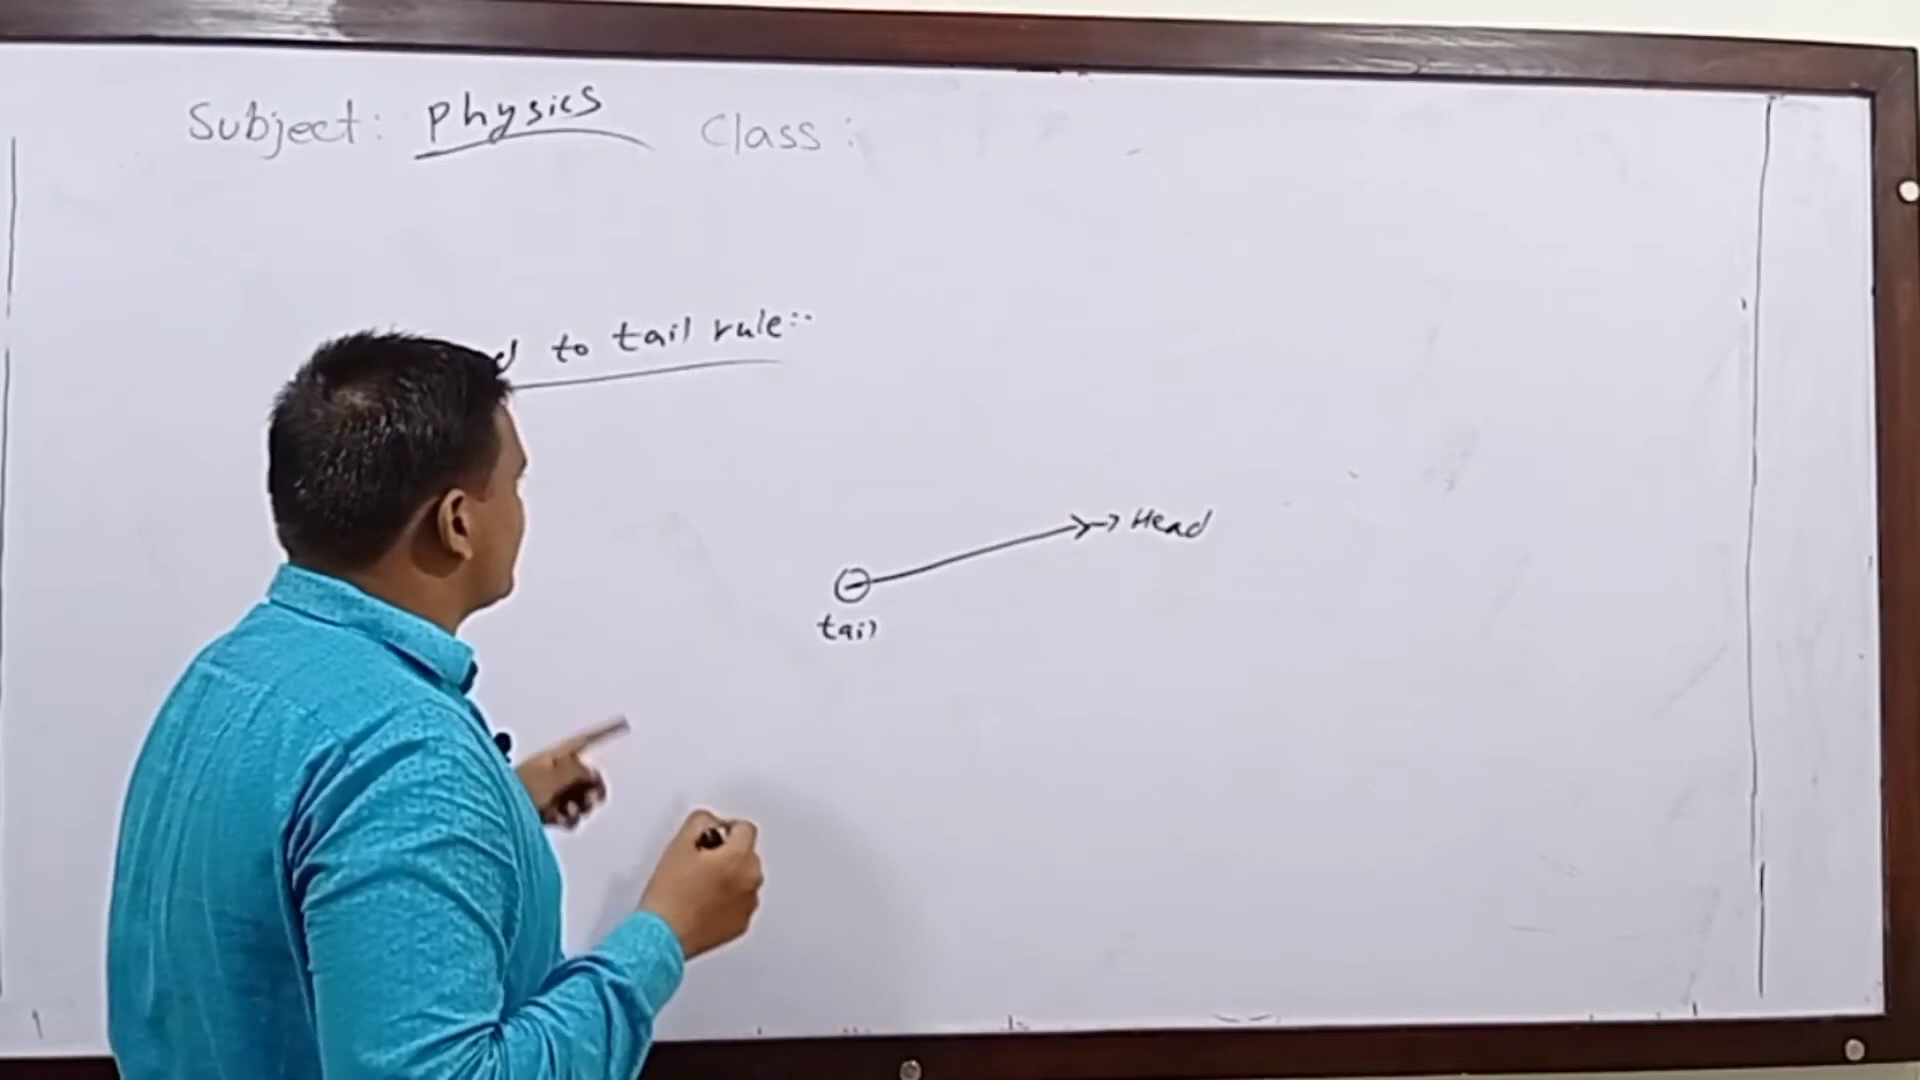 Subject: Physics Class:
to tail rule:-
Head
tail